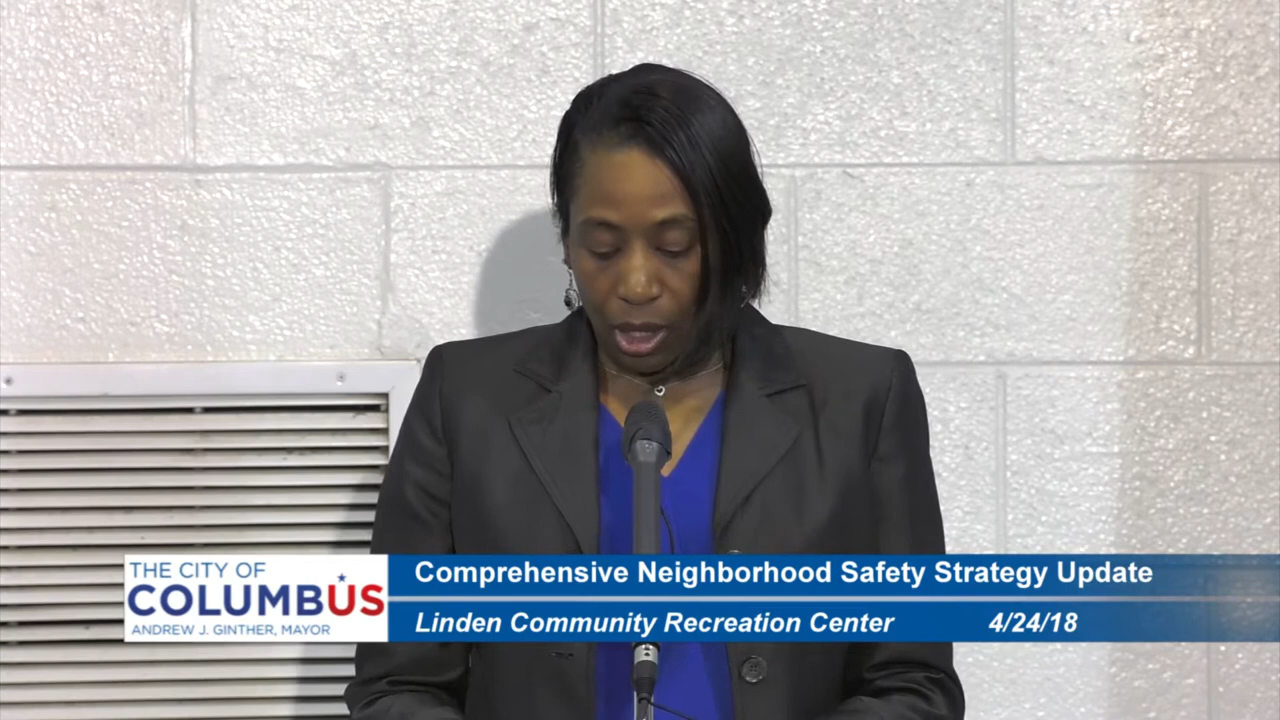 THE CITY OF
COLUMBUS
ANDREW J. GINTHER, MAYOR
Comprehensive Neighborhood Safety Strategy Update
Linden Community Recreation Center 4/24/18